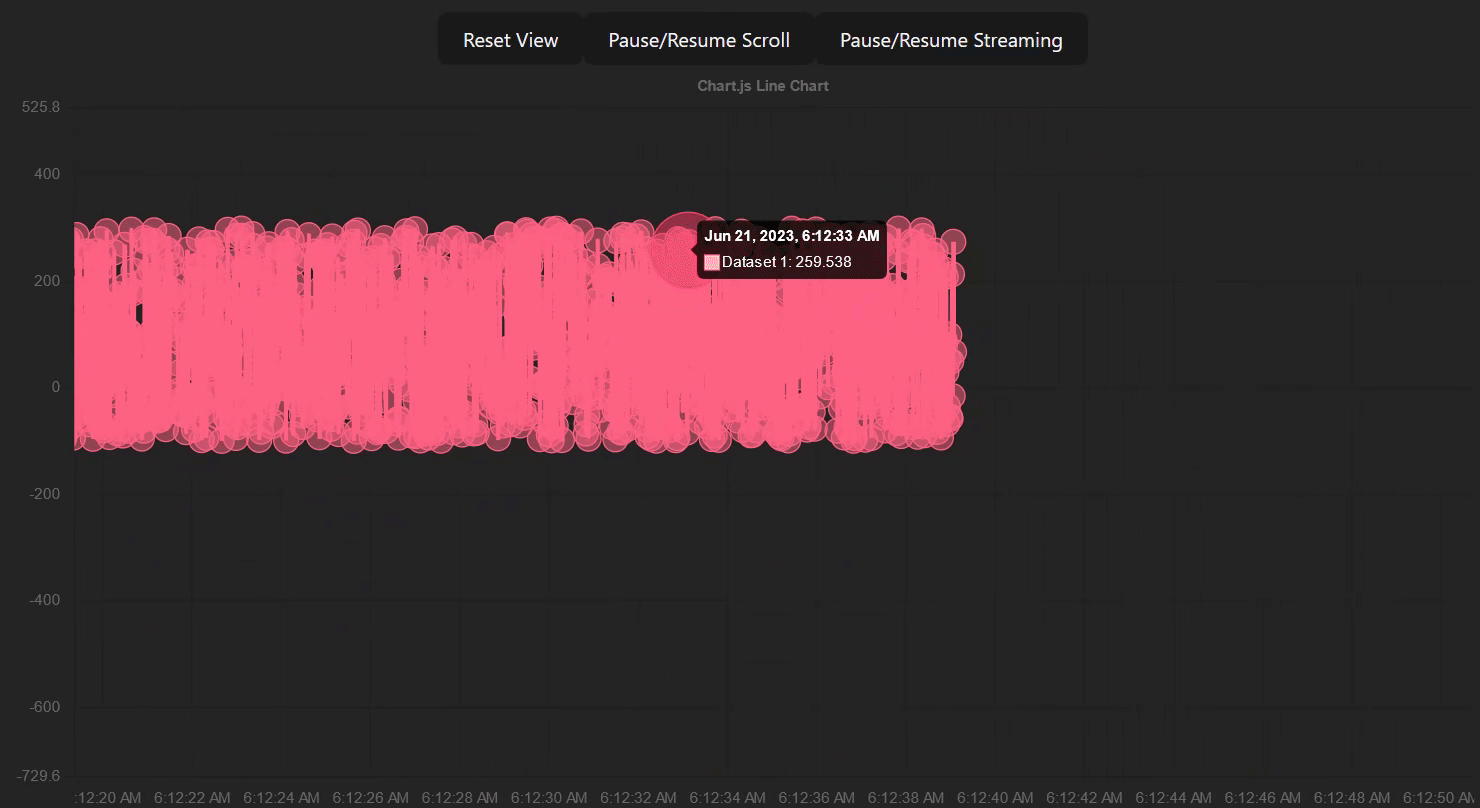 Reset View Pause/Resume Scroll Pause/Resume Streaming
Chart.js Line Chart
525.8
400
200
0
-200
-400
-600
-729.6
Jun 21, 2023, 6:12:33 AM
Dataset 1: 259.538
:12:20 AM 6:12:22 AM 6:12:24 AM 6:12:26 AM 6:12:28 AM 6:12:30 AM 6:12:32 AM 6:12:34 AM 6:12:36 AM 6:12:38 AM 6:12:40 AM 6:12:42 AM 6:12:44 AM 6:12:46 AM 6:12:48 AM 6:12:50 AM